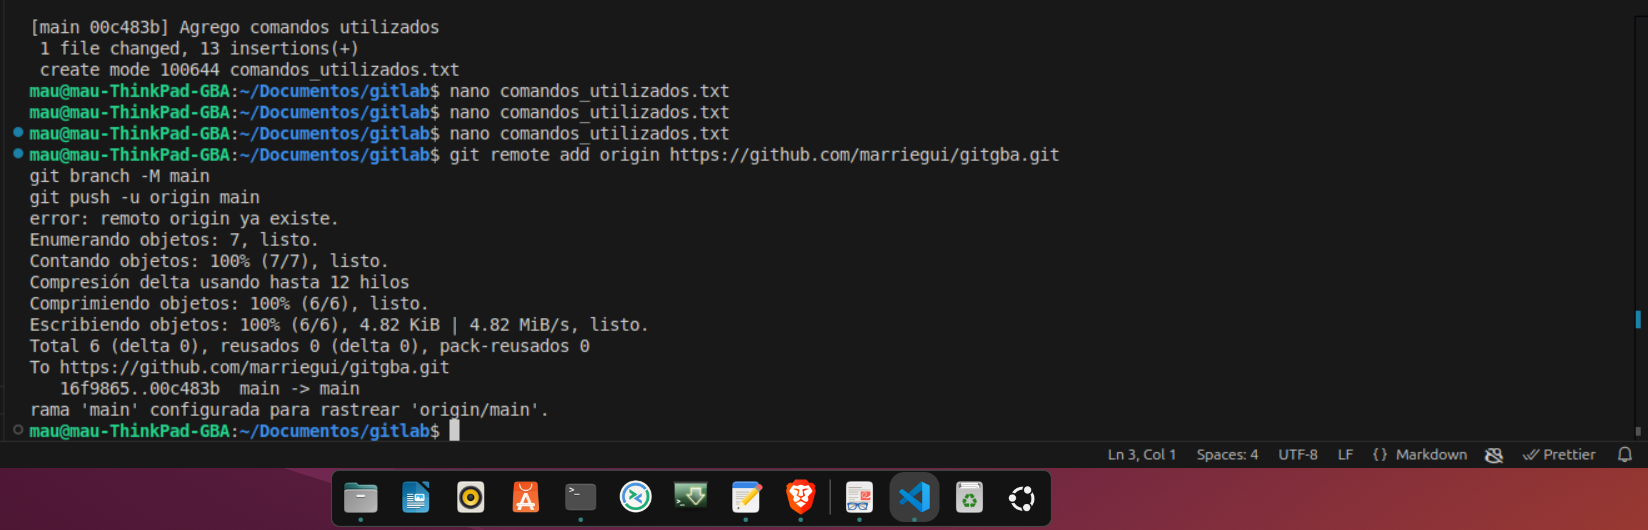 [main 00c483b] Agrego comandos utilizados
 1 file changed, 13 insertions(+)
 create mode 100644 comandos_utilizados.txt
mau@mau-ThinkPad-GBA:~/Documentos/gitlab$ nano comandos_utilizados.txt
mau@mau-ThinkPad-GBA:~/Documentos/gitlab$ nano comandos_utilizados.txt
mau@mau-ThinkPad-GBA:~/Documentos/gitlab$ nano comandos_utilizados.txt
mau@mau-ThinkPad-GBA:~/Documentos/gitlab$ git remote add origin https://github.com/marriegui/gitgba.git
git branch -M main
git push -u origin main
error: remoto origin ya existe.
Enumerando objetos: 7, listo.
Contando objetos: 100% (7/7), listo.
Compresión delta usando hasta 12 hilos
Comprimiendo objetos: 100% (6/6), listo.
Escribiendo objetos: 100% (6/6), 4.82 KiB | 4.82 MiB/s, listo.
Total 6 (delta 0), reusados 0 (delta 0), pack-reusados 0
To https://github.com/marriegui/gitgba.git
   16f9865..00c483b  main -> main
rama 'main' configurada para rastrear 'origin/main'.
mau@mau-ThinkPad-GBA:~/Documentos/gitlab$
Ln 3, Col 1 Spaces: 4 UTF-8 LF {} Markdown Prettier